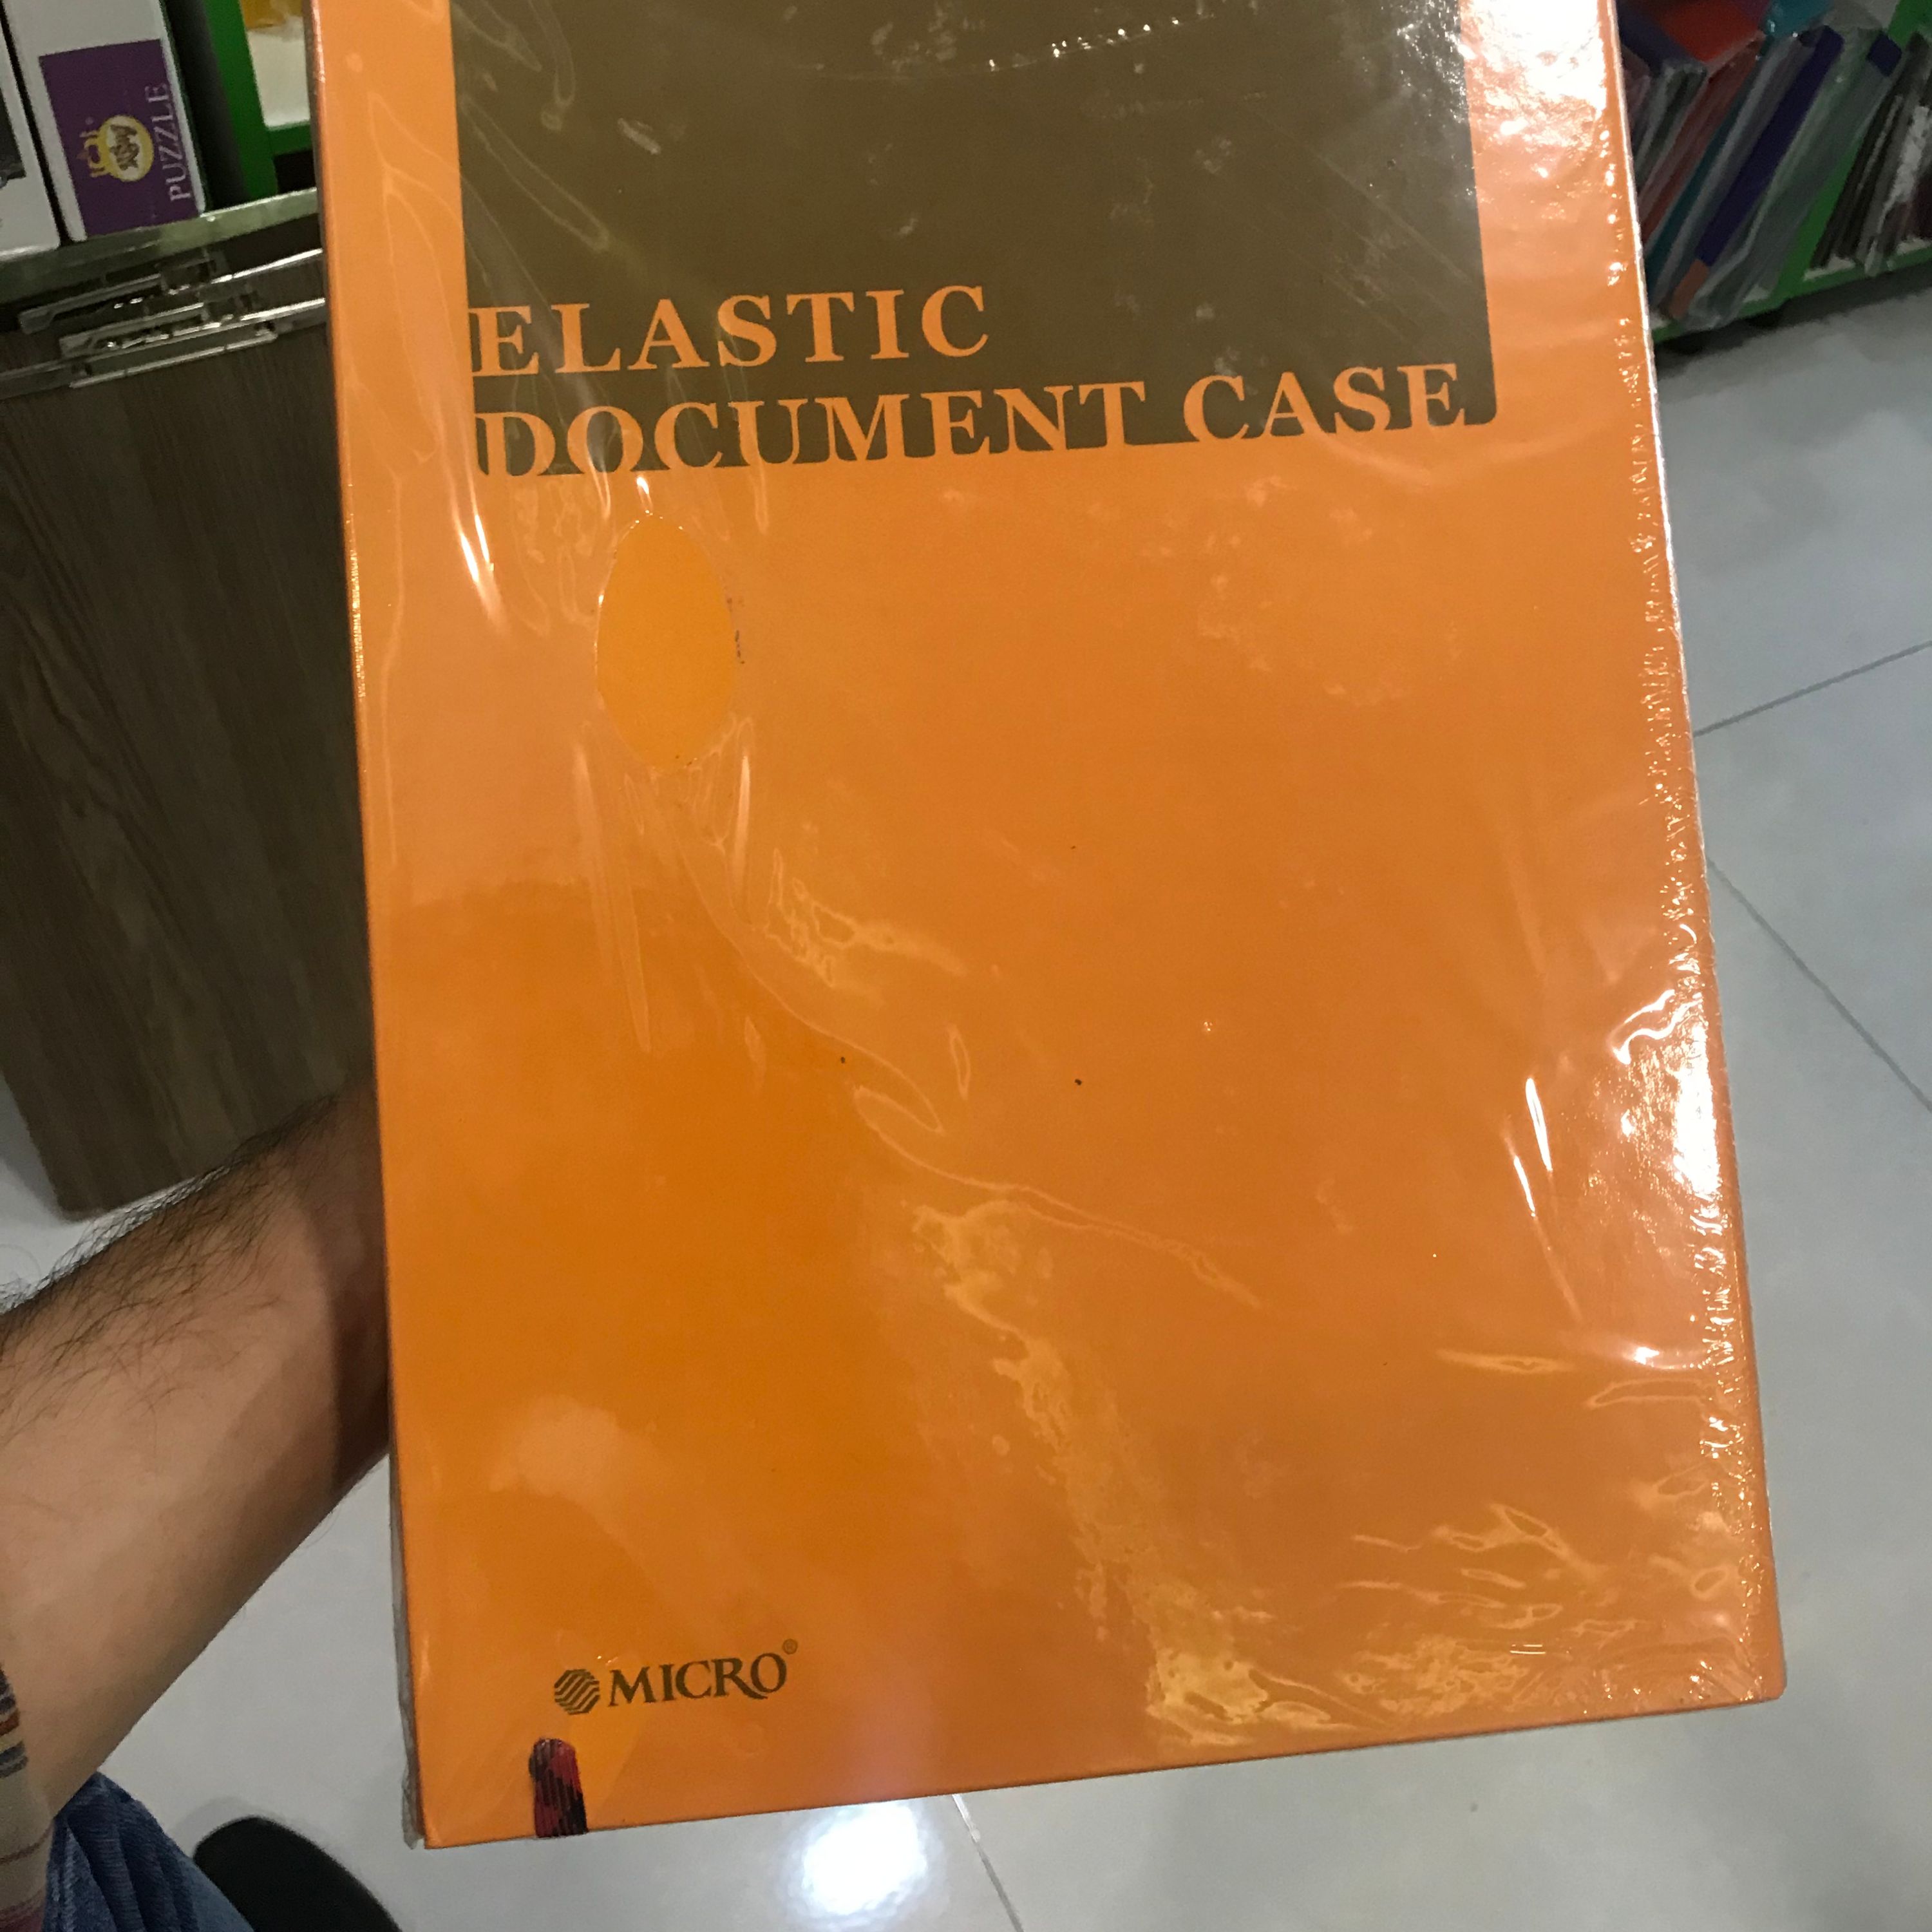 PUZZLE
ELASTIC
DOCUMENT CASE
MICRO®